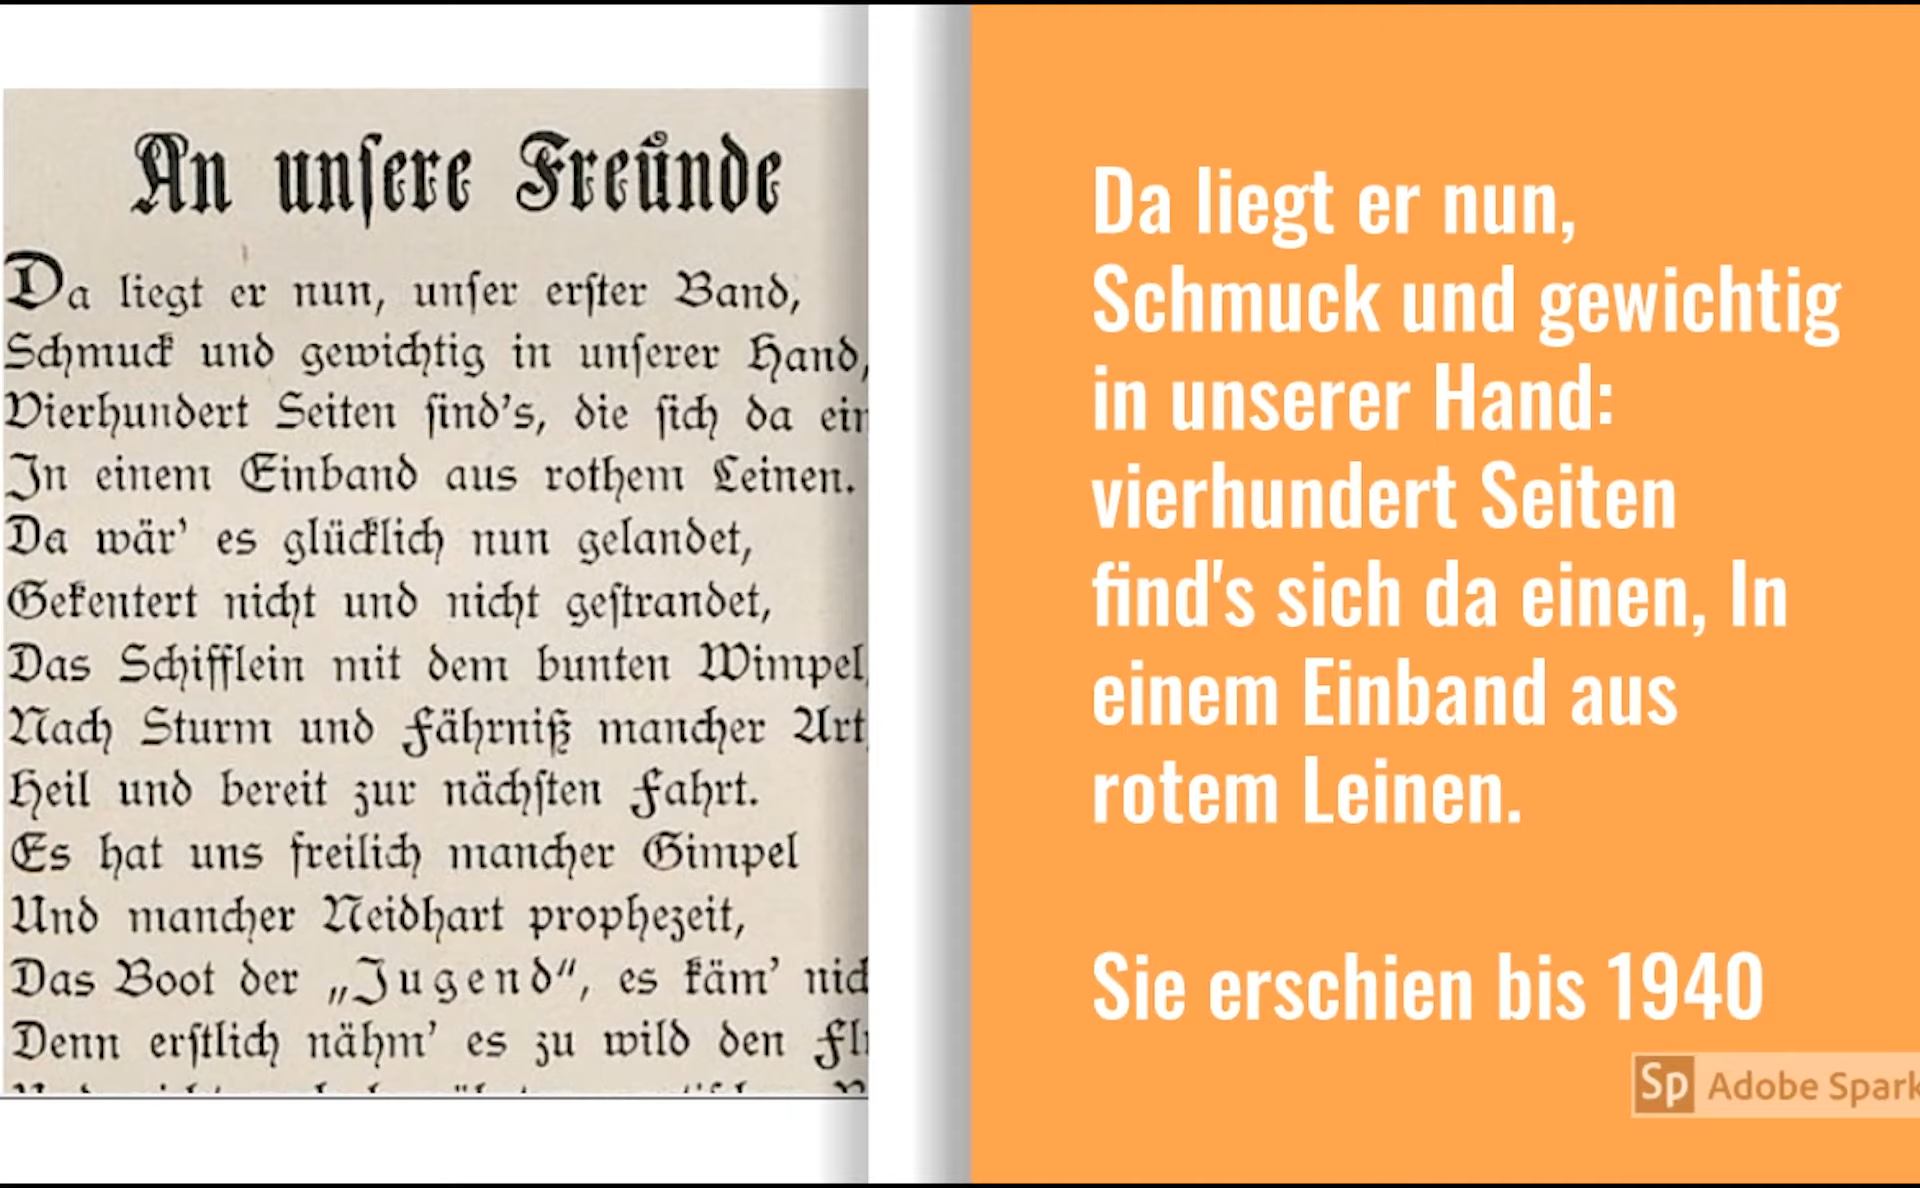 An unsere Freunde
Da liegt er nun, unser erster Band,
Schmuck und gewichtig in unserer Hand,
Vierhundert Seiten sind's, die sich da
In einem Einband aus rothem Leinen.
Da wär' es glücklich nun gelandet,
Gekentert nicht und nicht gestrandet,
Das Schifflein mit dem bunten Wimpel,
Nach Sturm und Fährniß mancher Art,
Heil und bereit zur nächsten Fahrt.
Es hat uns freilich mancher Gimpel
Und mancher Neidhart prophezeit,
Das Boot der „Jugend“, es käm'
Denn erstlich nähm' es zu wild den
Da liegt er nun,
Schmuck und gewichtig
in unserer Hand:
vierhundert Seiten
find's sich da einen, In
einem Einband aus
rotem Leinen.
Sie erschien bis 1940
Sp Adobe Spark